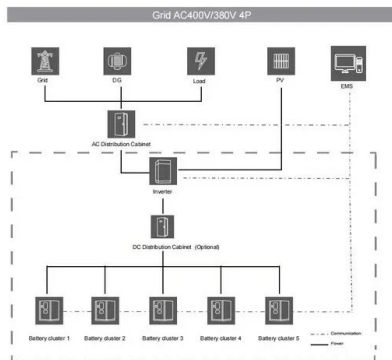 Grid AC400V/380V 4P
Grid
DG
Load
PV
EMS
AC Distribution Cabinet
Inverter
DC Distribution Cabinet (Optional)
Battery cluster 1
Battery cluster 2
Battery cluster 3
Battery cluster 4
Battery cluster 5
Communication
Power